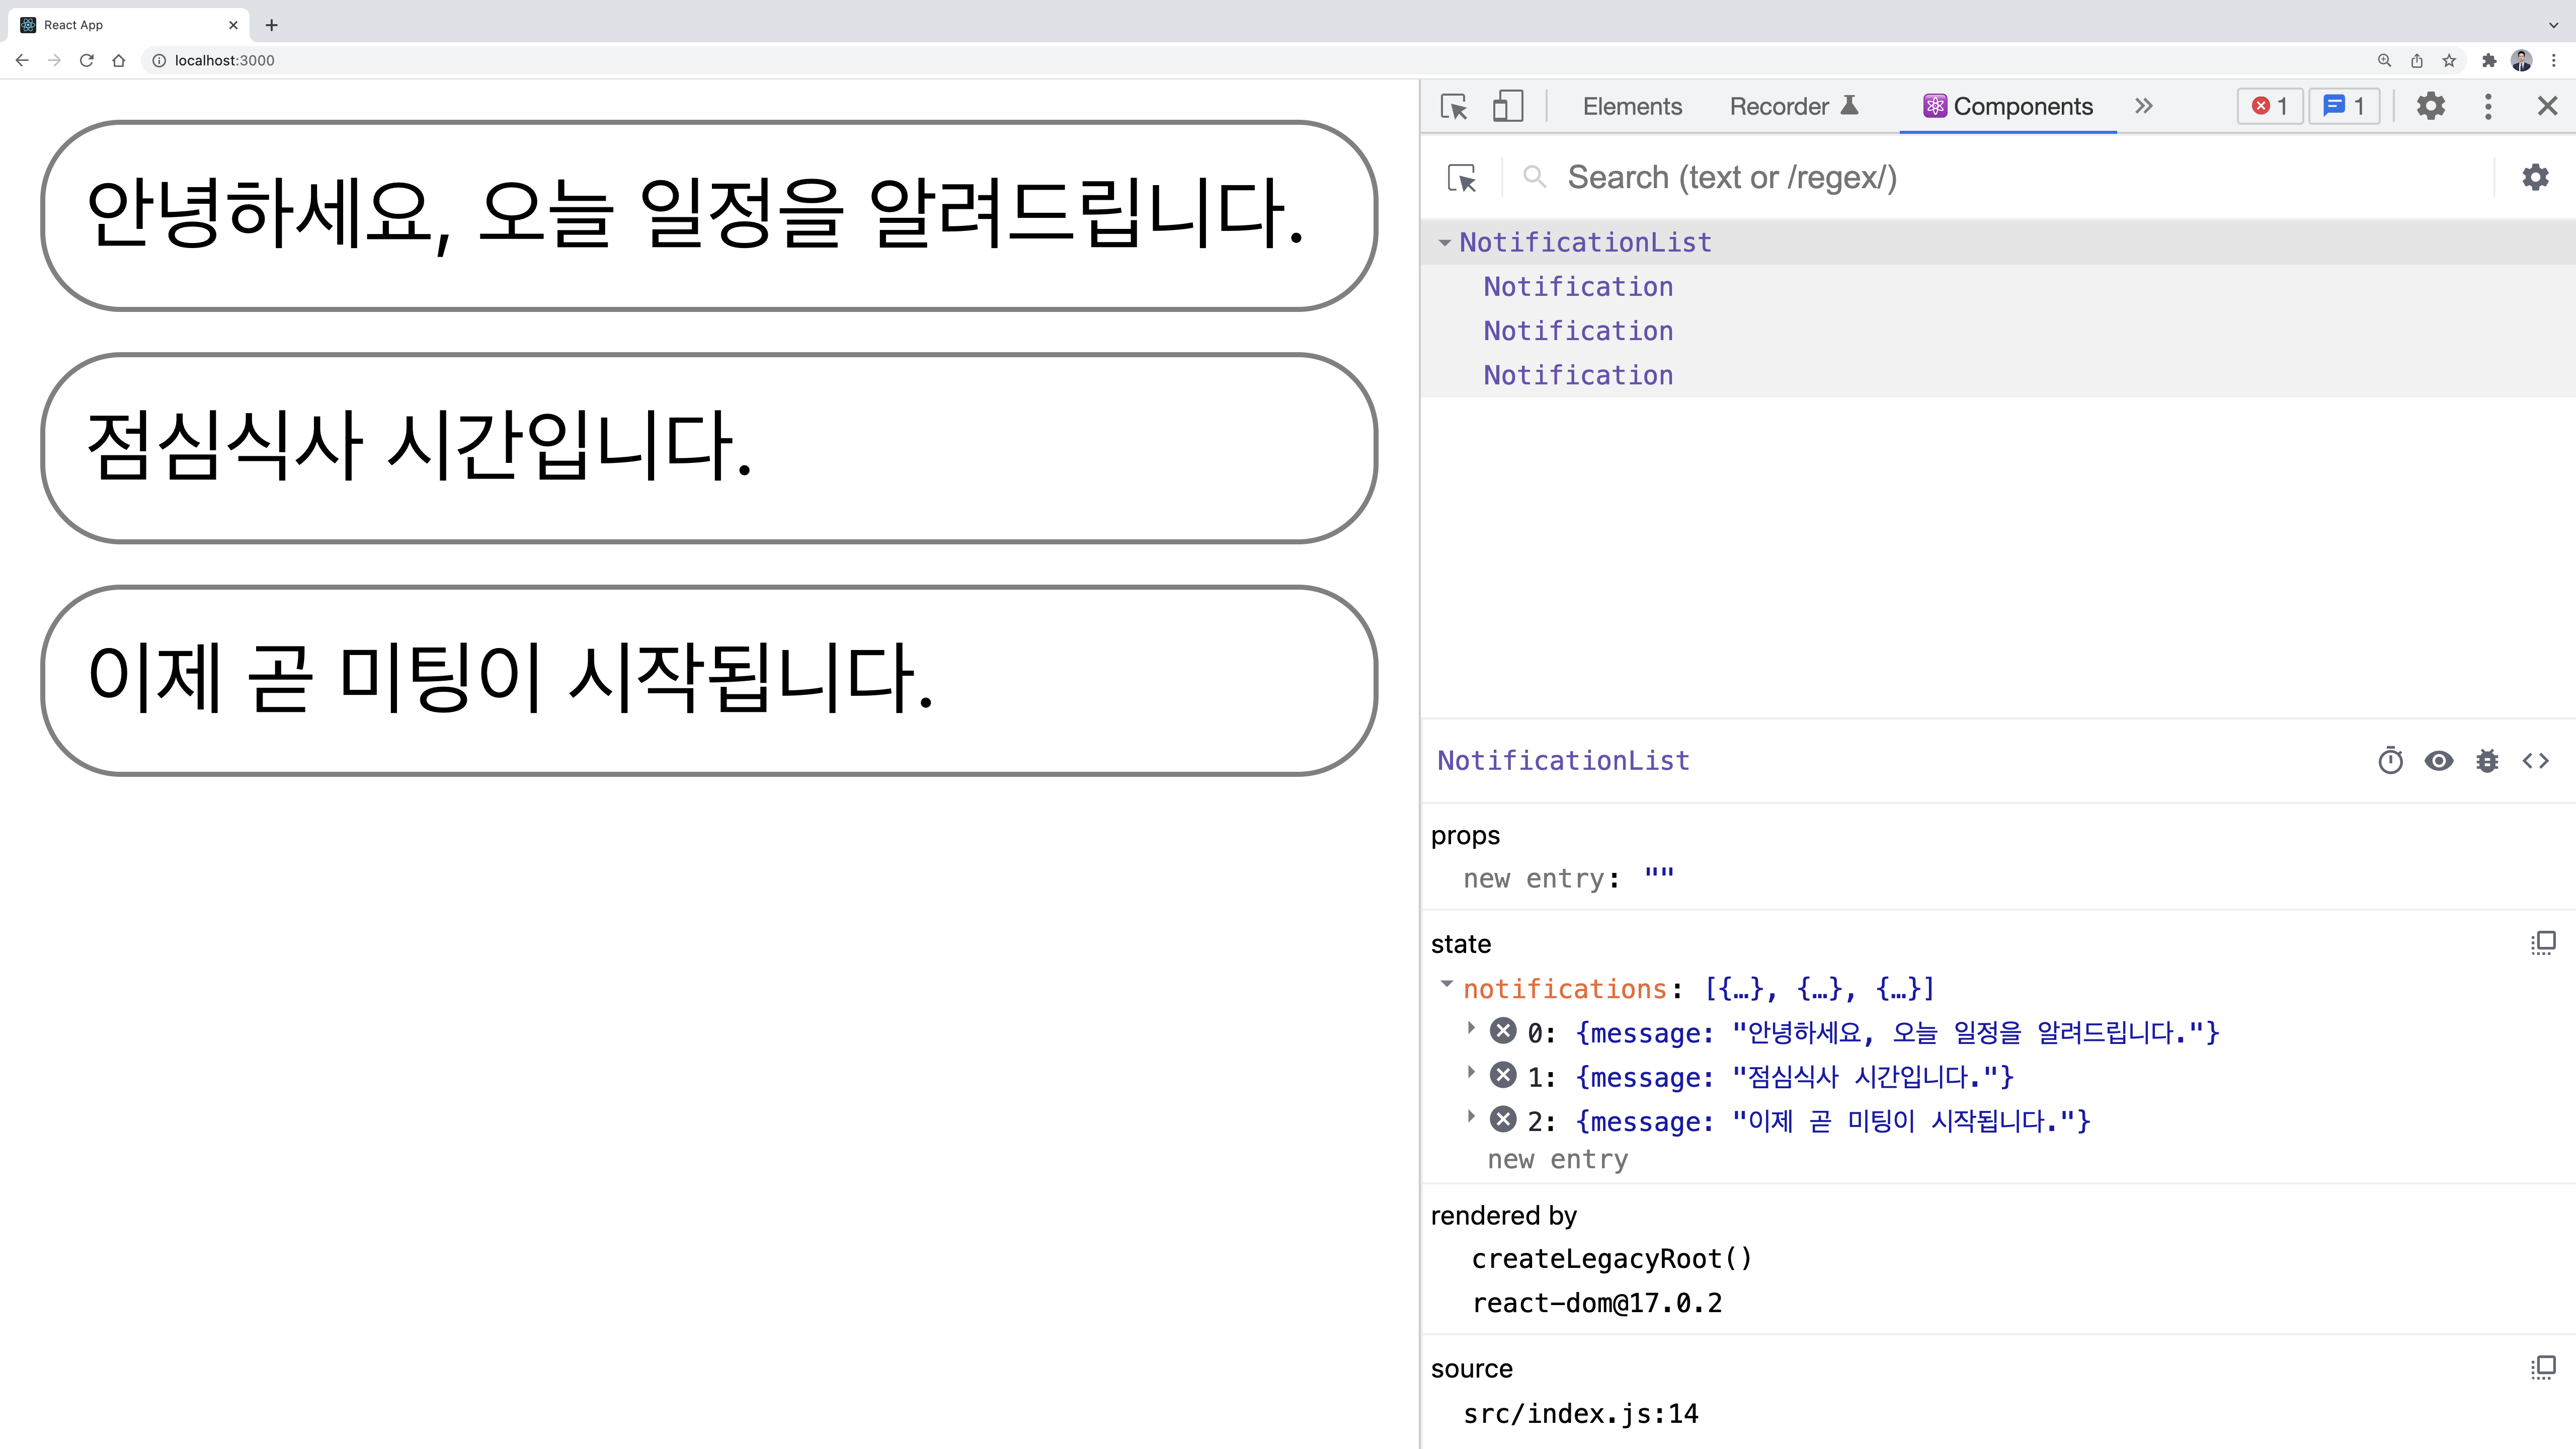 React App
localhost:3000
안녕하세요, 오늘 일정을 알려드립니다.
점심식사 시간입니다.
이제 곧 미팅이 시작됩니다.
Elements Recorder Components 1 1
Search (text or /regex/)
NotificationList
Notification
Notification
Notification
NotificationList
props
new entry: ""
state
notifications: [{…}, {…}, {…}]
0: {message: "안녕하세요, 오늘 일정을 알려드립니다."}
1: {message: "점심식사 시간입니다."}
2: {message: "이제 곧 미팅이 시작됩니다."}
new entry
rendered by
createLegacyRoot()
react-dom@17.0.2
source
src/index.js:14